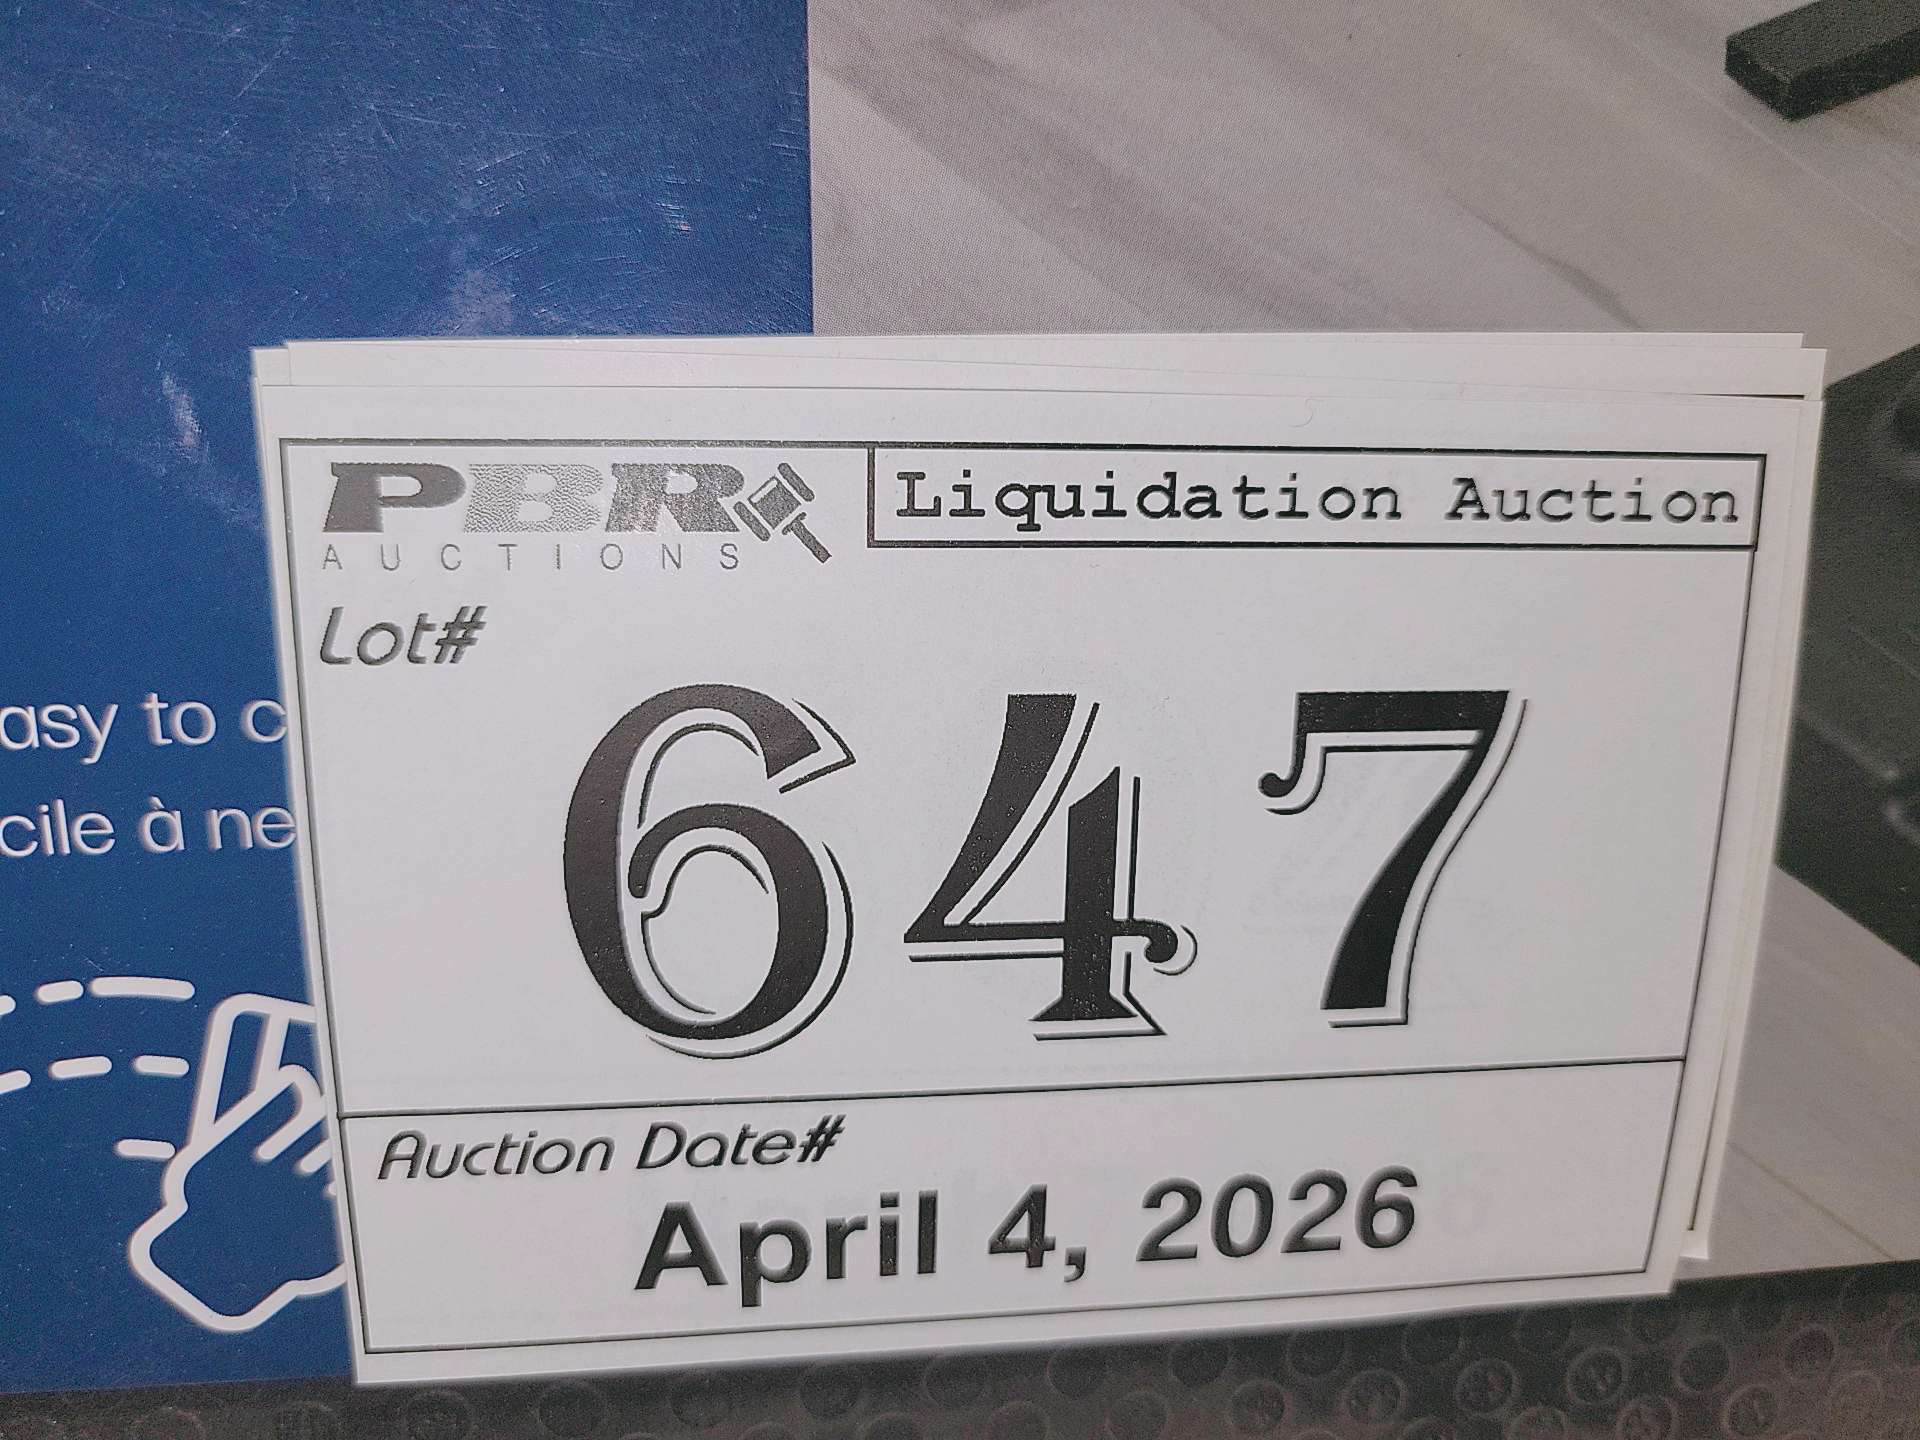 PBR
AUCTIONS
Liquidation Auction
Lot#
647
Auction Date#
April 4, 2026
asy to c
cile à ne